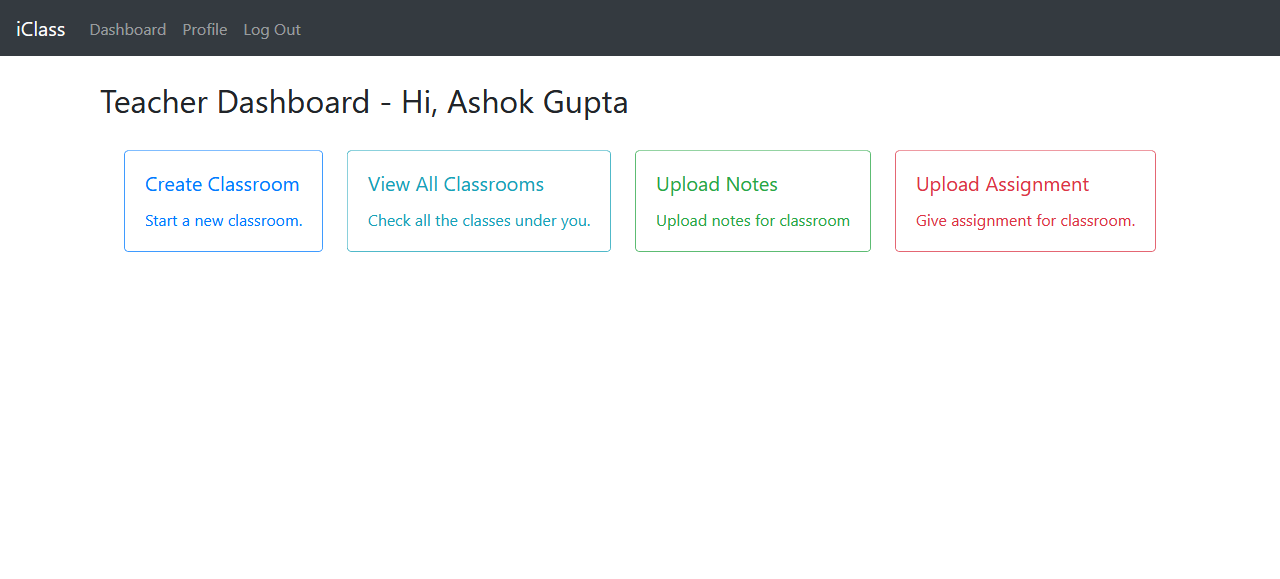 iClass Dashboard Profile Log Out
Teacher Dashboard - Hi, Ashok Gupta
Create Classroom
Start a new classroom.
View All Classrooms
Check all the classes under you.
Upload Notes
Upload notes for classroom
Upload Assignment
Give assignment for classroom.